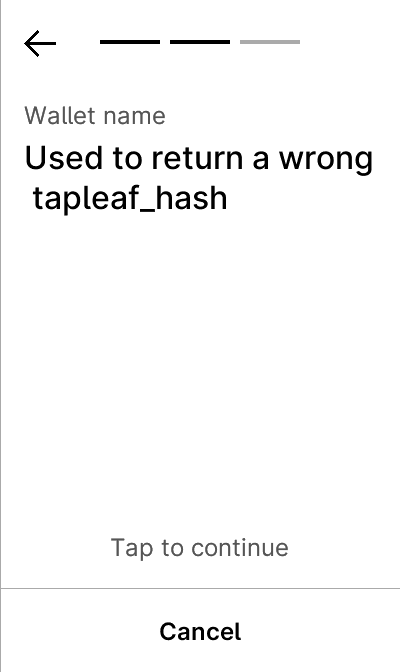 Wallet name
Used to return a wrong
tapleaf_hash
Tap to continue
Cancel